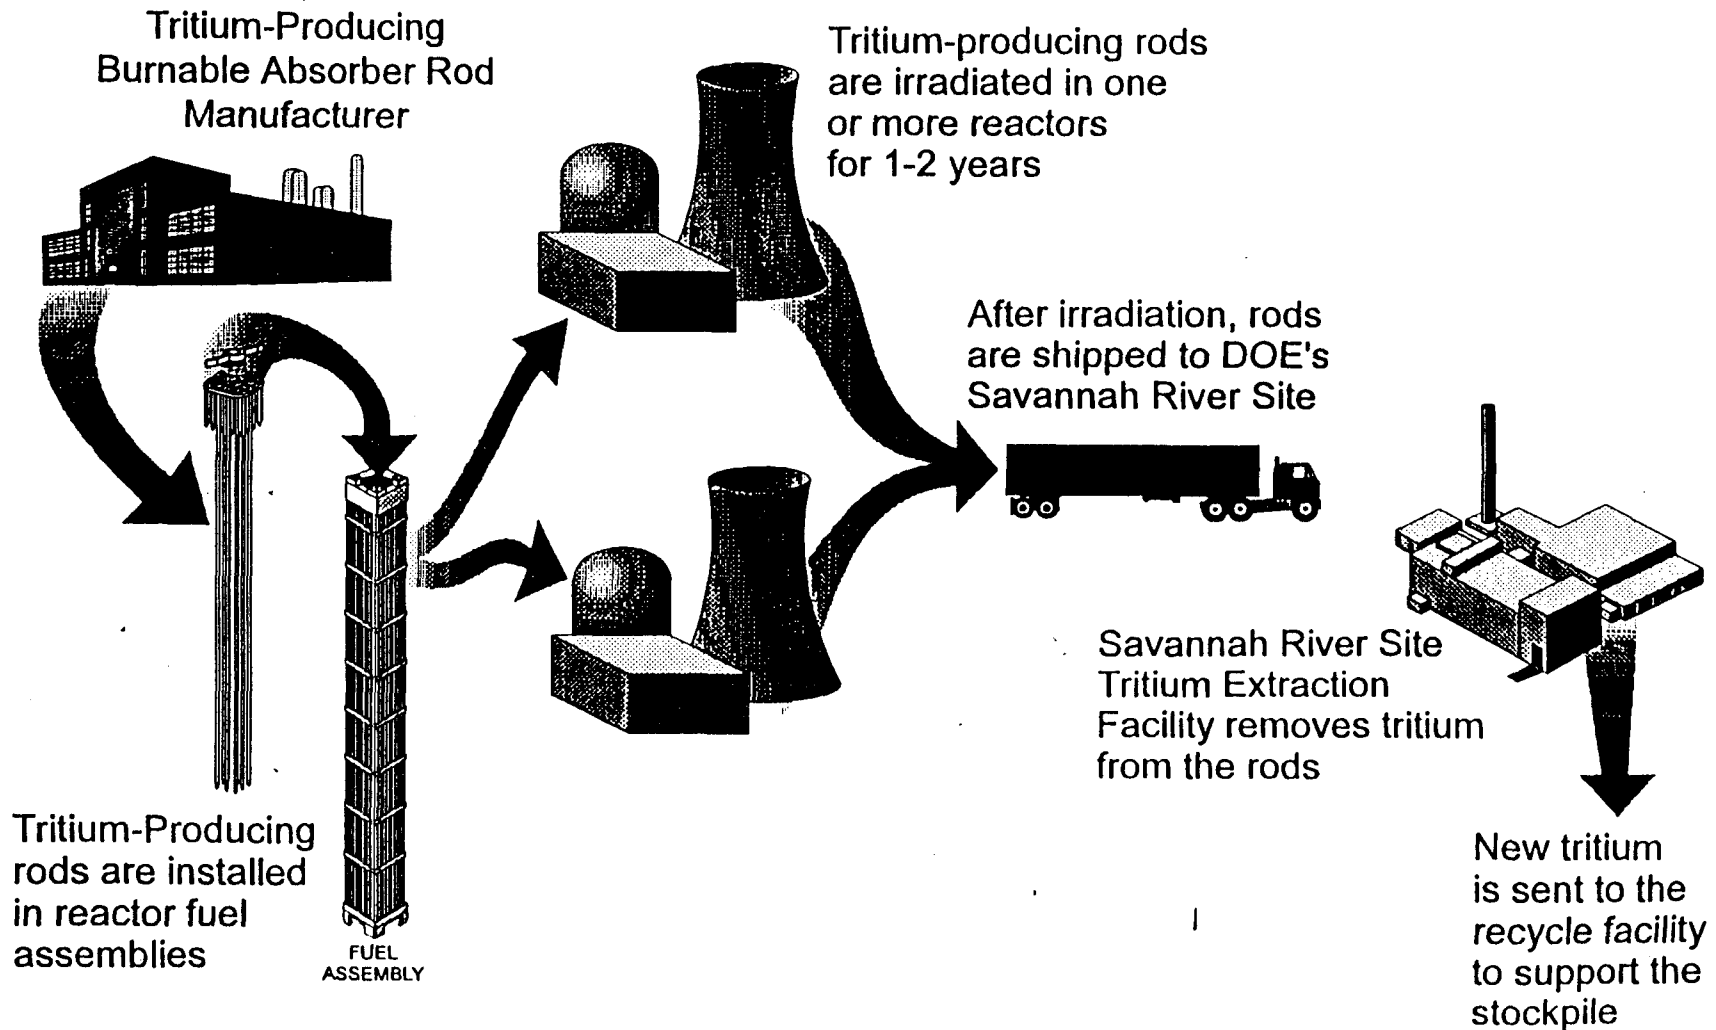 Tritium-Producing
Burnable Absorber Rod
Manufacturer
Tritium-producing rods
are irradiated in one
or more reactors
for 1-2 years
After irradiation, rods
are shipped to DOE's
Savannah River Site
Savannah River Site
Tritium Extraction
Facility removes tritium
from the rods
Tritium-Producing
rods are installed
in reactor fuel
assemblies
FUEL
ASSEMBLY
New tritium
is sent to the
recycle facility
to support the
stockpile